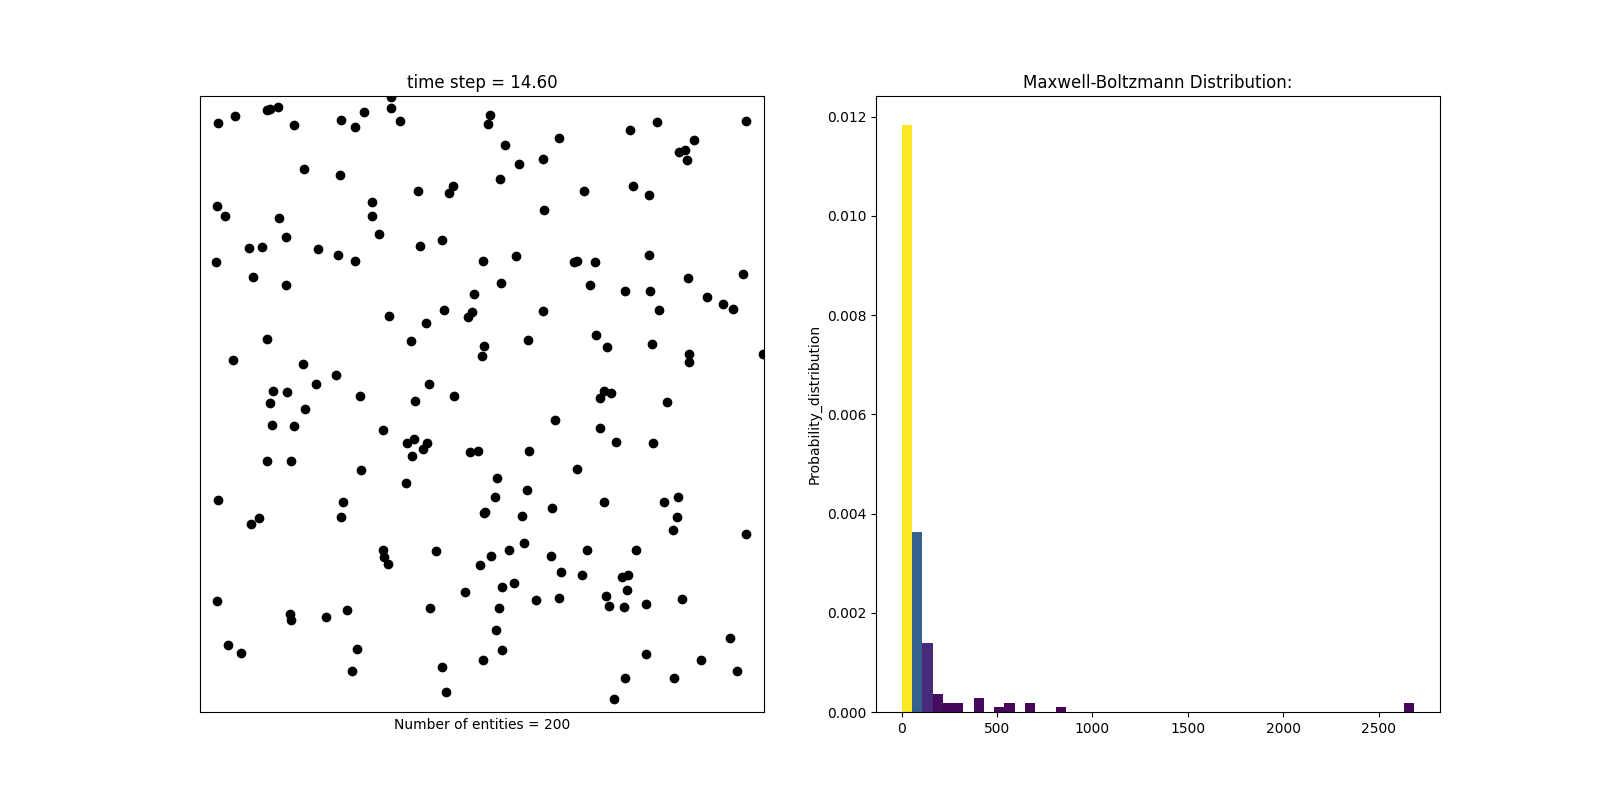 time step = 14.60
Number of entities = 200
Maxwell-Boltzmann Distribution:
Probability_distribution
0.012
0.010
0.008
0.006
0.004
0.002
0.000
0 500 1000 1500 2000 2500